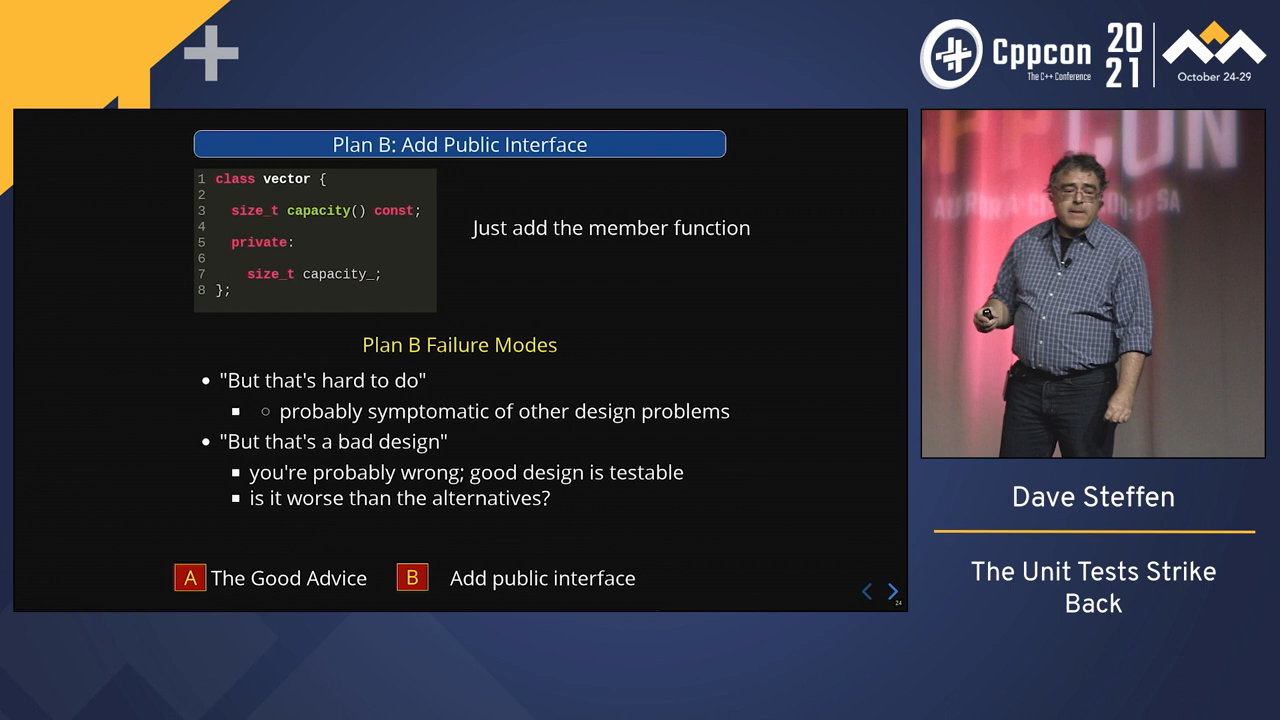 Cppcon
The C++ Conference
20
21
October 24-29
Plan B: Add Public Interface
1 class vector {
2
3 size_t capacity() const;
4
5 private:
6
7 size_t capacity_;
8 };
Just add the member function
Plan B Failure Modes
"But that's hard to do"
probably symptomatic of other design problems
"But that's a bad design"
you're probably wrong; good design is testable
is it worse than the alternatives?
A The Good Advice B Add public interface
24
Dave Steffen
The Unit Tests Strike
Back